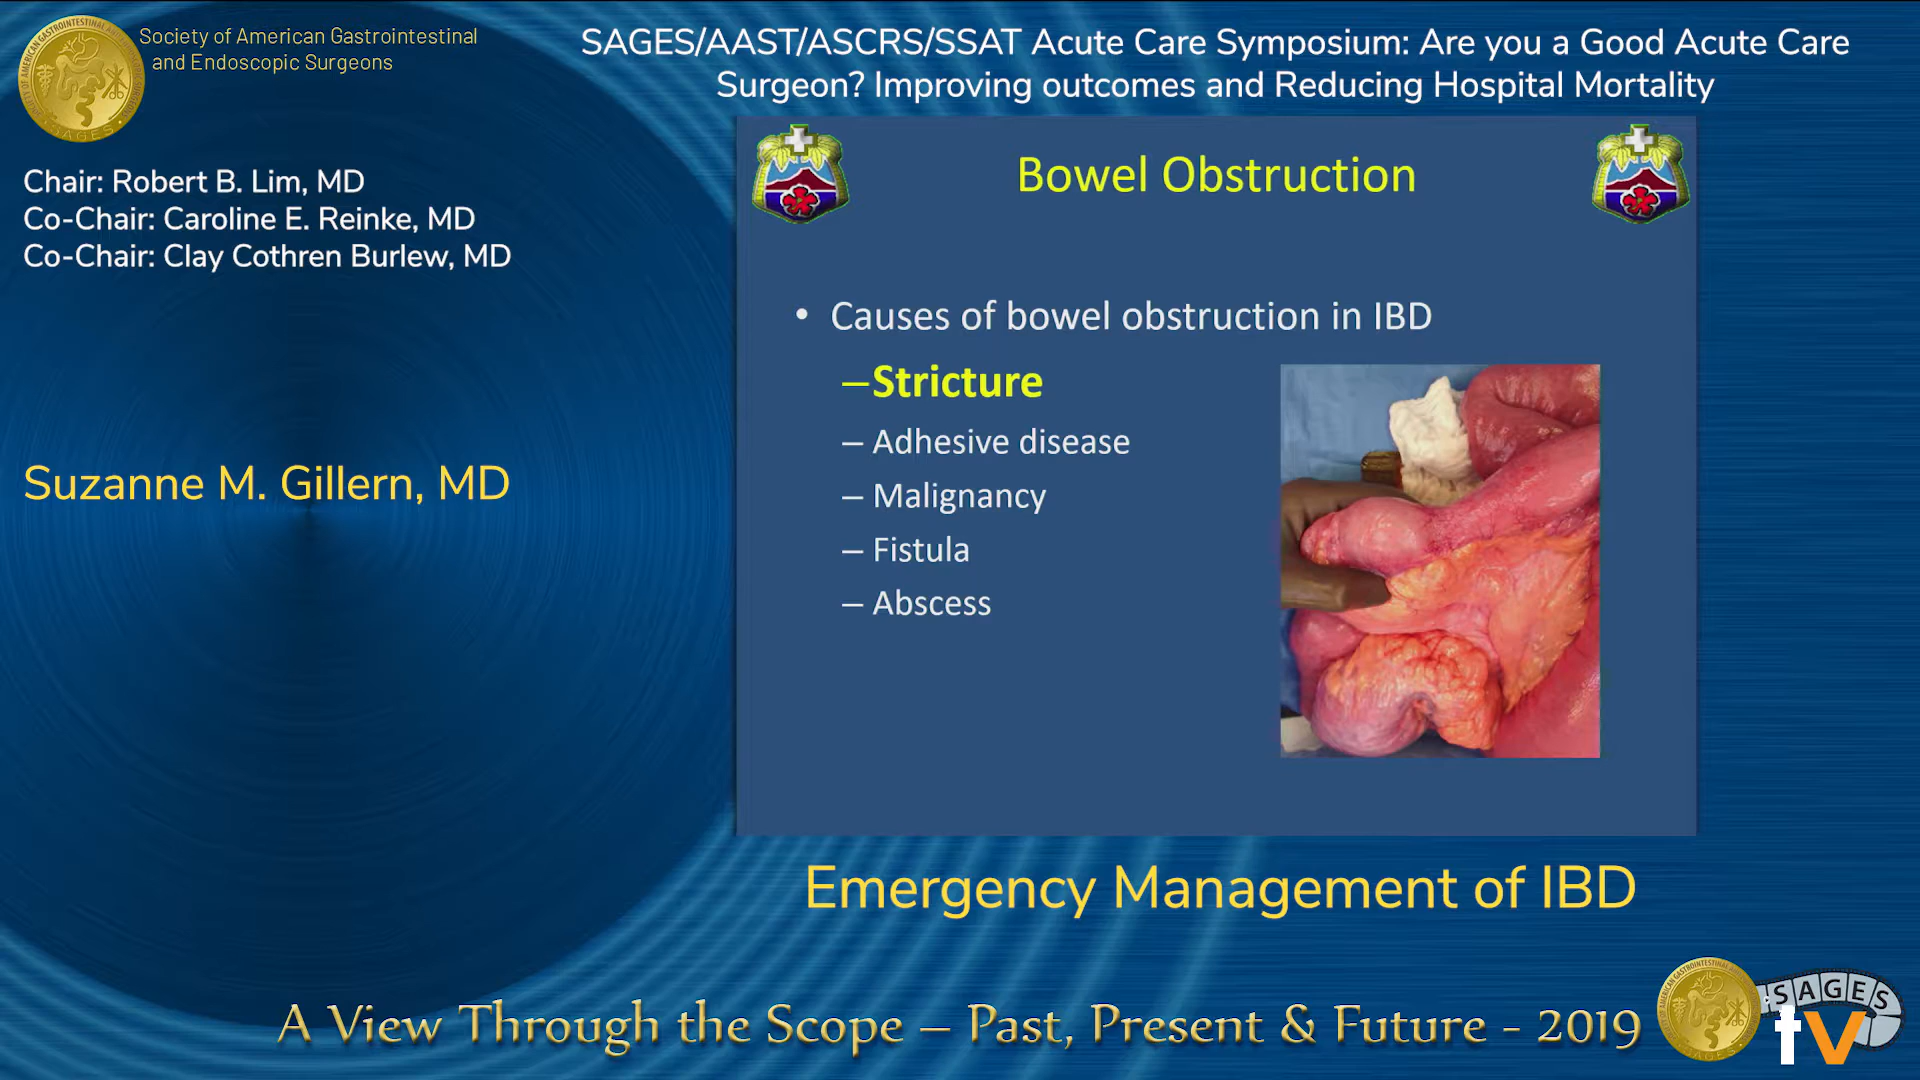 Society of American Gastrointestinal
and Endoscopic Surgeons
SAGES/AAST/ASCRS/SSAT Acute Care Symposium: Are you a Good Acute Care
Surgeon? Improving outcomes and Reducing Hospital Mortality
Chair: Robert B. Lim, MD
Co-Chair: Caroline E. Reinke, MD
Co-Chair: Clay Cothren Burlew, MD
Suzanne M. Gillern, MD
Bowel Obstruction
• Causes of bowel obstruction in IBD
–Stricture
– Adhesive disease
– Malignancy
– Fistula
– Abscess
Emergency Management of IBD
A View Through the Scope – Past, Present & Future - 2019
SAGES
tv